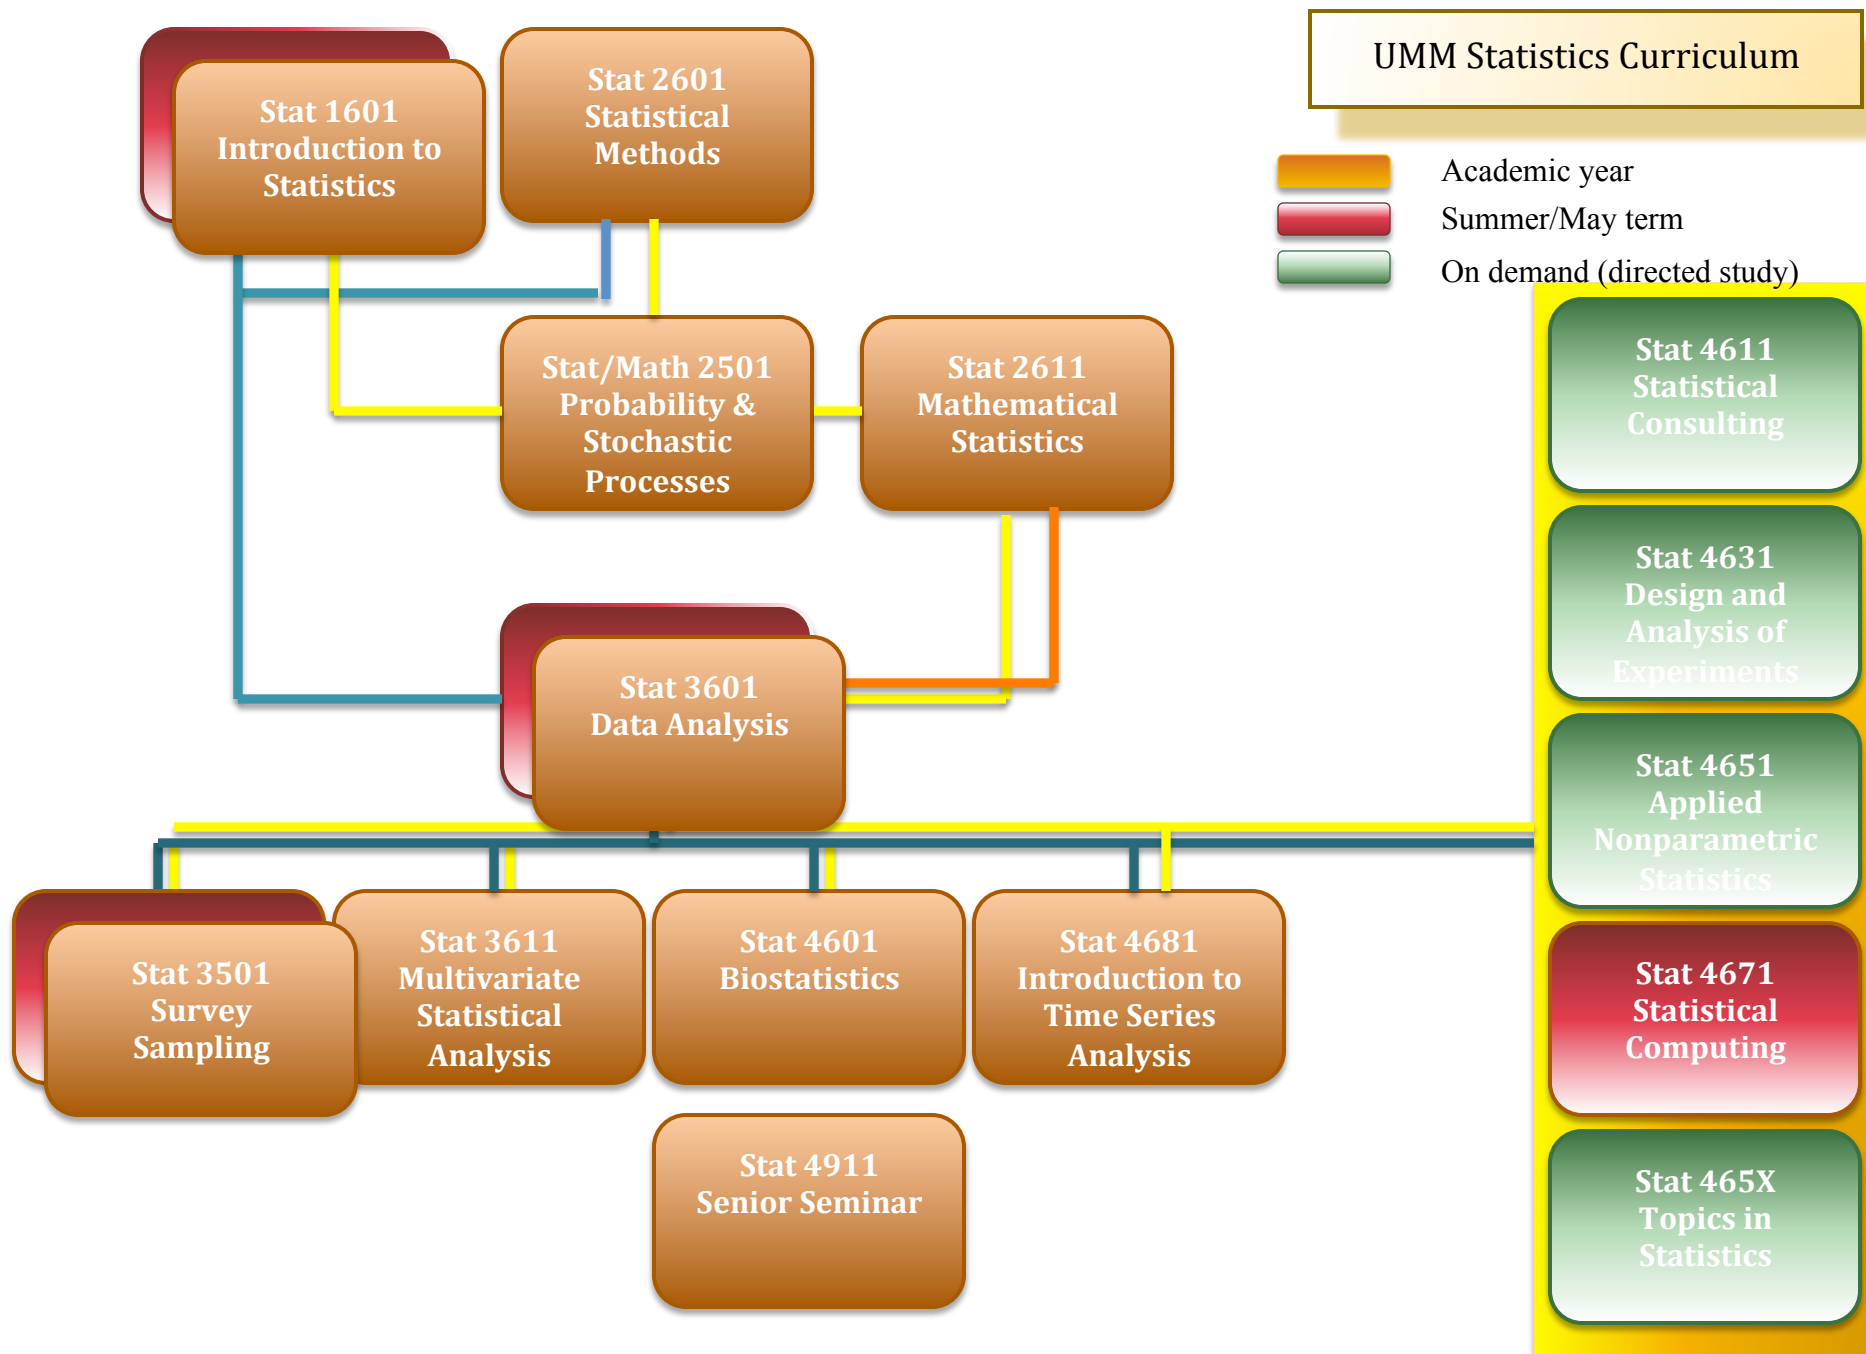 UMM Statistics Curriculum
Academic year
Summer/May term
On demand (directed study)
Stat 1601
Introduction to
Statistics
Stat 2601
Statistical
Methods
Stat/Math 2501
Probability &
Stochastic
Processes
Stat 2611
Mathematical
Statistics
Stat 3601
Data Analysis
Stat 3501
Survey
Sampling
Stat 3611
Multivariate
Statistical
Analysis
Stat 4601
Biostatistics
Stat 4681
Introduction to
Time Series
Analysis
Stat 4911
Senior Seminar
Stat 4611
Statistical
Consulting
Stat 4631
Design and
Analysis of
Experiments
Stat 4651
Applied
Nonparametric
Statistics
Stat 4671
Statistical
Computing
Stat 465X
Topics in
Statistics